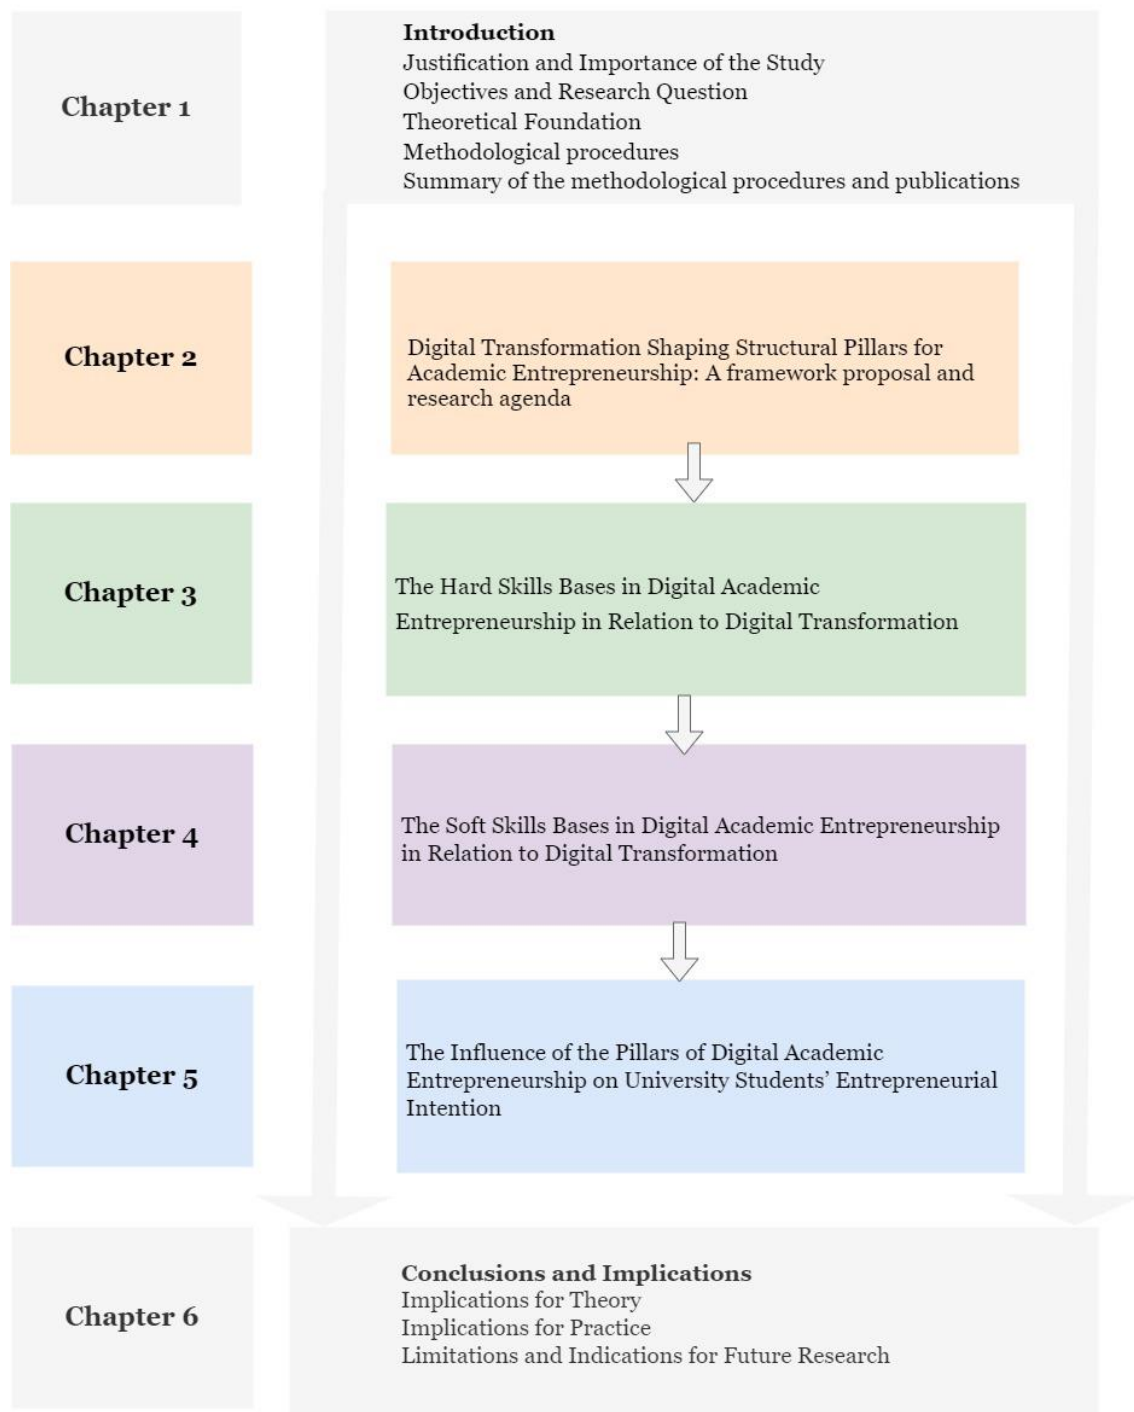 Chapter 1
Introduction
Justification and Importance of the Study
Objectives and Research Question
Theoretical Foundation
Methodological procedures
Summary of the methodological procedures and publications
Chapter 2
Digital Transformation Shaping Structural Pillars for
Academic Entrepreneurship: A framework proposal and
research agenda
Chapter 3
The Hard Skills Bases in Digital Academic
Entrepreneurship in Relation to Digital Transformation
Chapter 4
The Soft Skills Bases in Digital Academic Entrepreneurship
in Relation to Digital Transformation
Chapter 5
The Influence of the Pillars of Digital Academic
Entrepreneurship on University Students’ Entrepreneurial
Intention
Chapter 6
Conclusions and Implications
Implications for Theory
Implications for Practice
Limitations and Indications for Future Research